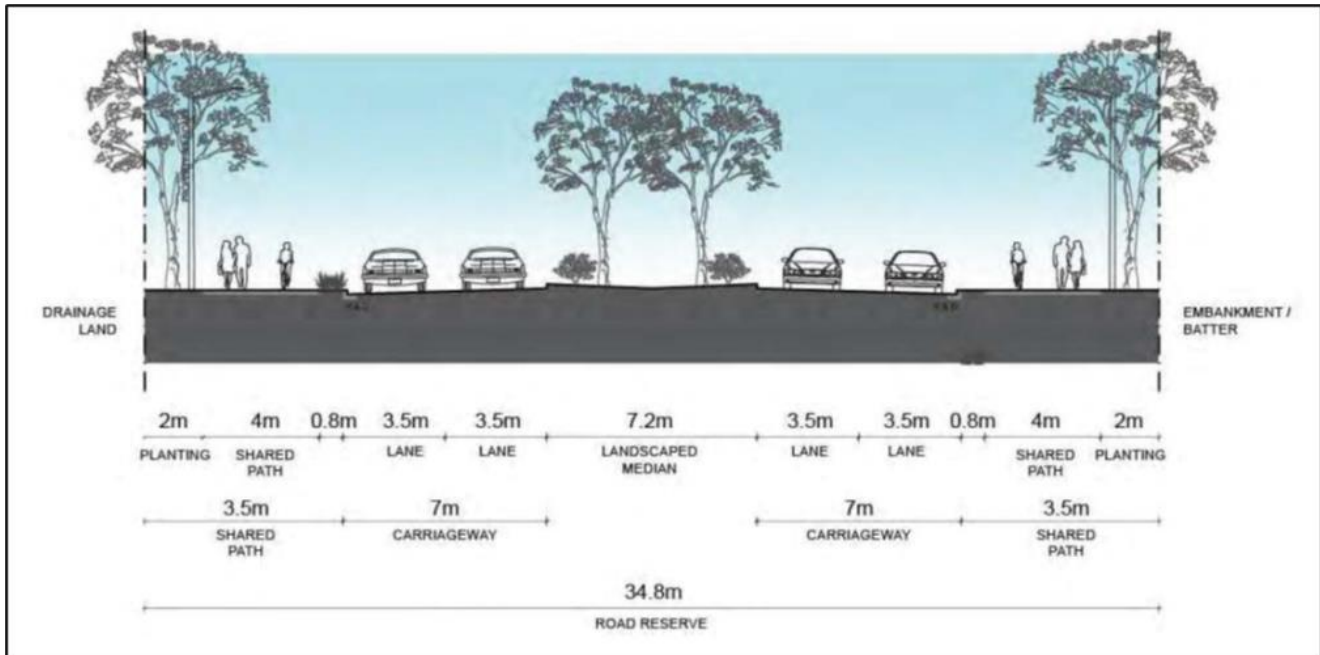 DRAINAGE
LAND
EMBANKMENT /
BATTER
2m 4m 0.8m 3.5m 3.5m 7.2m 3.5m 3.5m 0.8m 4m 2m
PLANTING SHARED LANE LANE LANDSCAPED LANE LANE SHARED PLANTING
PATH MEDIAN PATH
3.5m 7m 7m 3.5m
SHARED CARRIAGEWAY CARRIAGEWAY SHARED
PATH PATH
34.8m
ROAD RESERVE